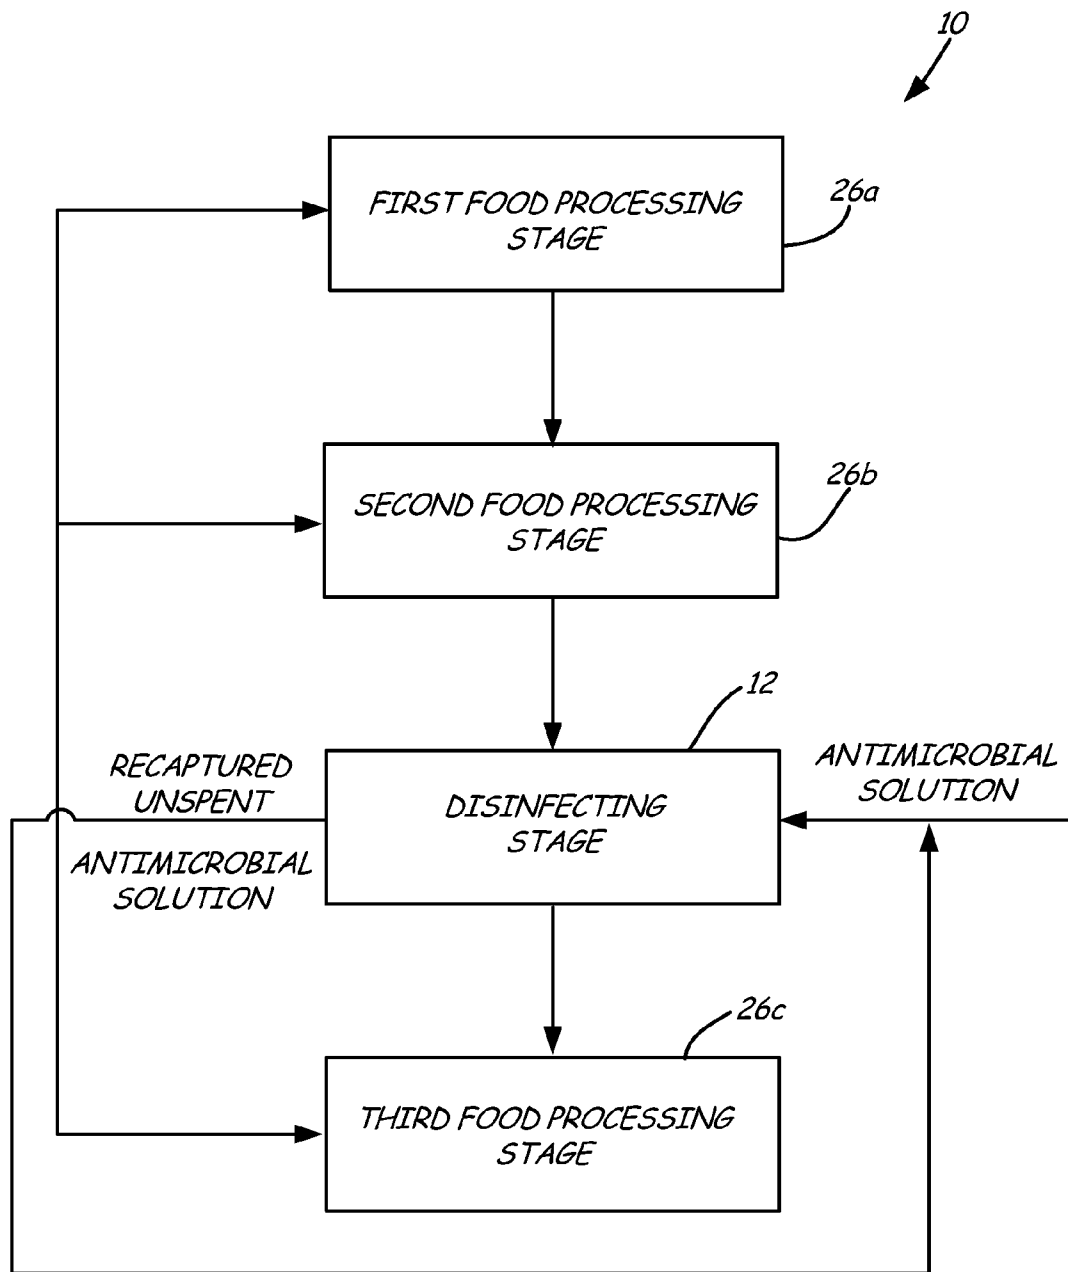 10
FIRST FOOD PROCESSING
STAGE
26a
SECOND FOOD PROCESSING
STAGE
26b
12
RECAPTURED
UNSPENT
ANTIMICROBIAL
SOLUTION
DISINFECTING
STAGE
ANTIMICROBIAL
SOLUTION
26c
THIRD FOOD PROCESSING
STAGE